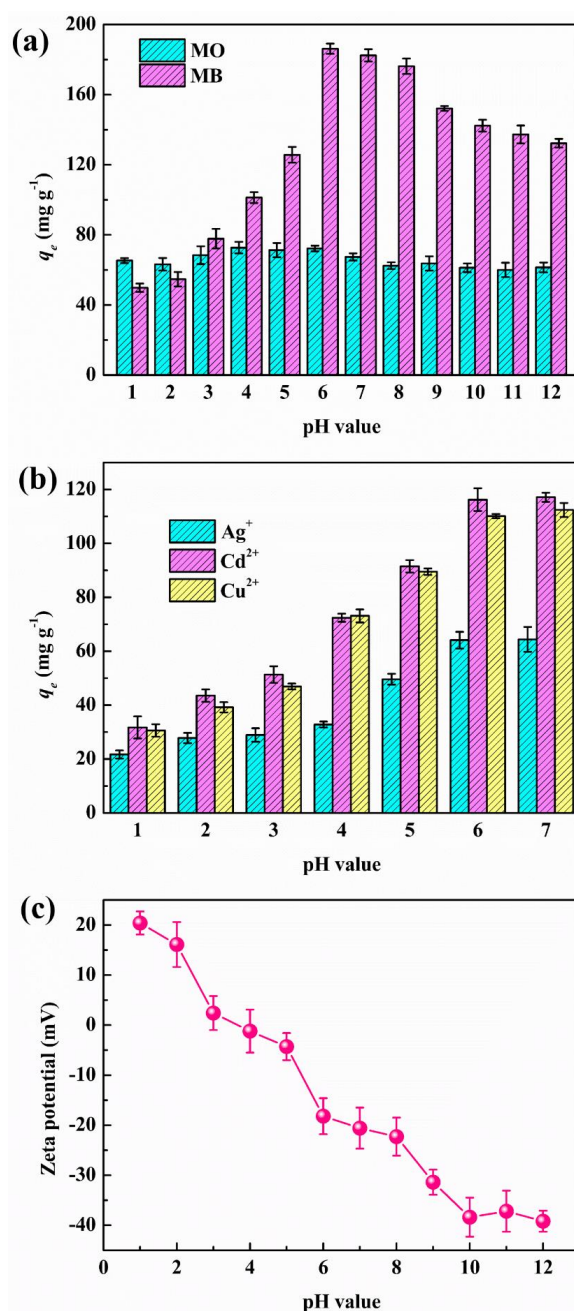 (a)
MO
MB
200
160
120
80
40
0
qₑ (mg g⁻¹)
1 2 3 4 5 6 7 8 9 10 11 12
pH value
(b)
Ag⁺
Cd²⁺
Cu²⁺
120
100
80
60
40
20
0
qₑ (mg g⁻¹)
1 2 3 4 5 6 7
pH value
(c)
20
10
0
-10
-20
-30
-40
Zeta potential (mV)
0 2 4 6 8 10 12
pH value